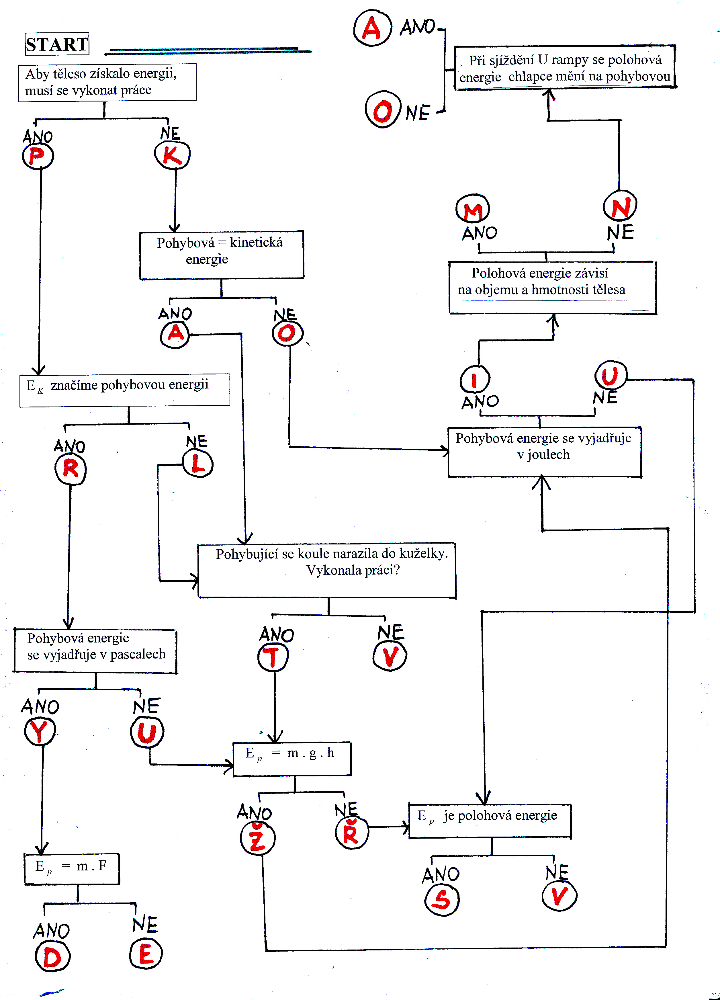 START
Aby těleso získalo energii,
musí se vykonat práce
ANO
NE
P
K
Pohybová = kinetická
energie
ANO
NE
A
O
E K značíme pohybovou energii
ANO
NE
R
L
Pohybující se koule narazila do kuželky.
Vykonala práci?
ANO
NE
T
V
Pohybová energie
se vyjadřuje v pascalech
ANO
NE
Y
U
E p = m . g . h
ANO
NE
Ž
Ř
E p je polohová energie
ANO
NE
S
V
E p = m . F
ANO
NE
D
E
Pohybová energie se vyjadřuje
v joulech
ANO
NE
I
U
Polohová energie závisí
na objemu a hmotnosti tělesa
ANO
NE
M
N
Při sjíždění U rampy se polohová
energie chlapce mění na pohybovou
A ANO
O NE